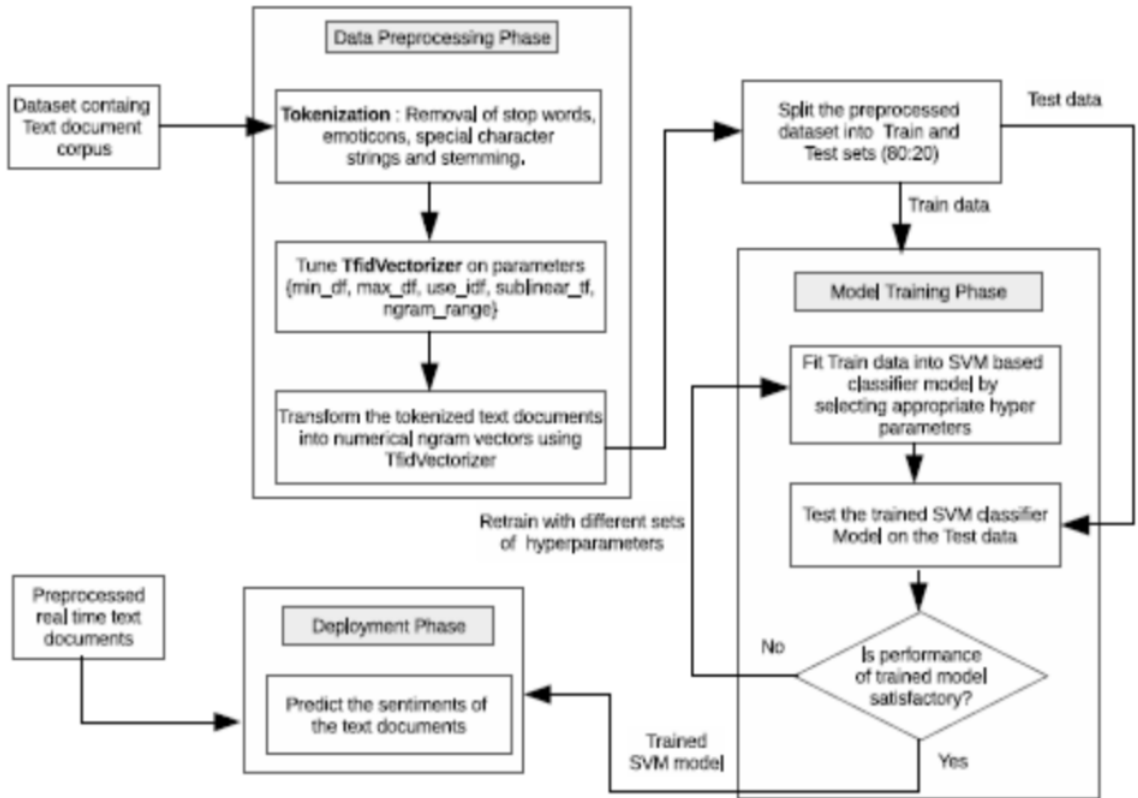 Data Preprocessing Phase
Dataset containg
Text document
corpus
Tokenization : Removal of stop words,
emoticons, special character
strings and stemming.
Tune TfidVectorizer on parameters
{min_df, max_df, use_idf, sublinear_tf,
ngram_range}
Transform the tokenized text documents
into numerical ngram vectors using
TfidVectorizer
Split the preprocessed
dataset into Train and
Test sets (80:20)
Test data
Train data
Model Training Phase
Fit Train data into SVM based
classifier model by
selecting appropriate hyper
parameters
Test the trained SVM classifier
Model on the Test data
Retrain with different sets
of hyperparameters
Is performance
of trained model
satisfactory?
No
Yes
Trained
SVM model
Preprocessed
real time text
documents
Deployment Phase
Predict the sentiments of
the text documents